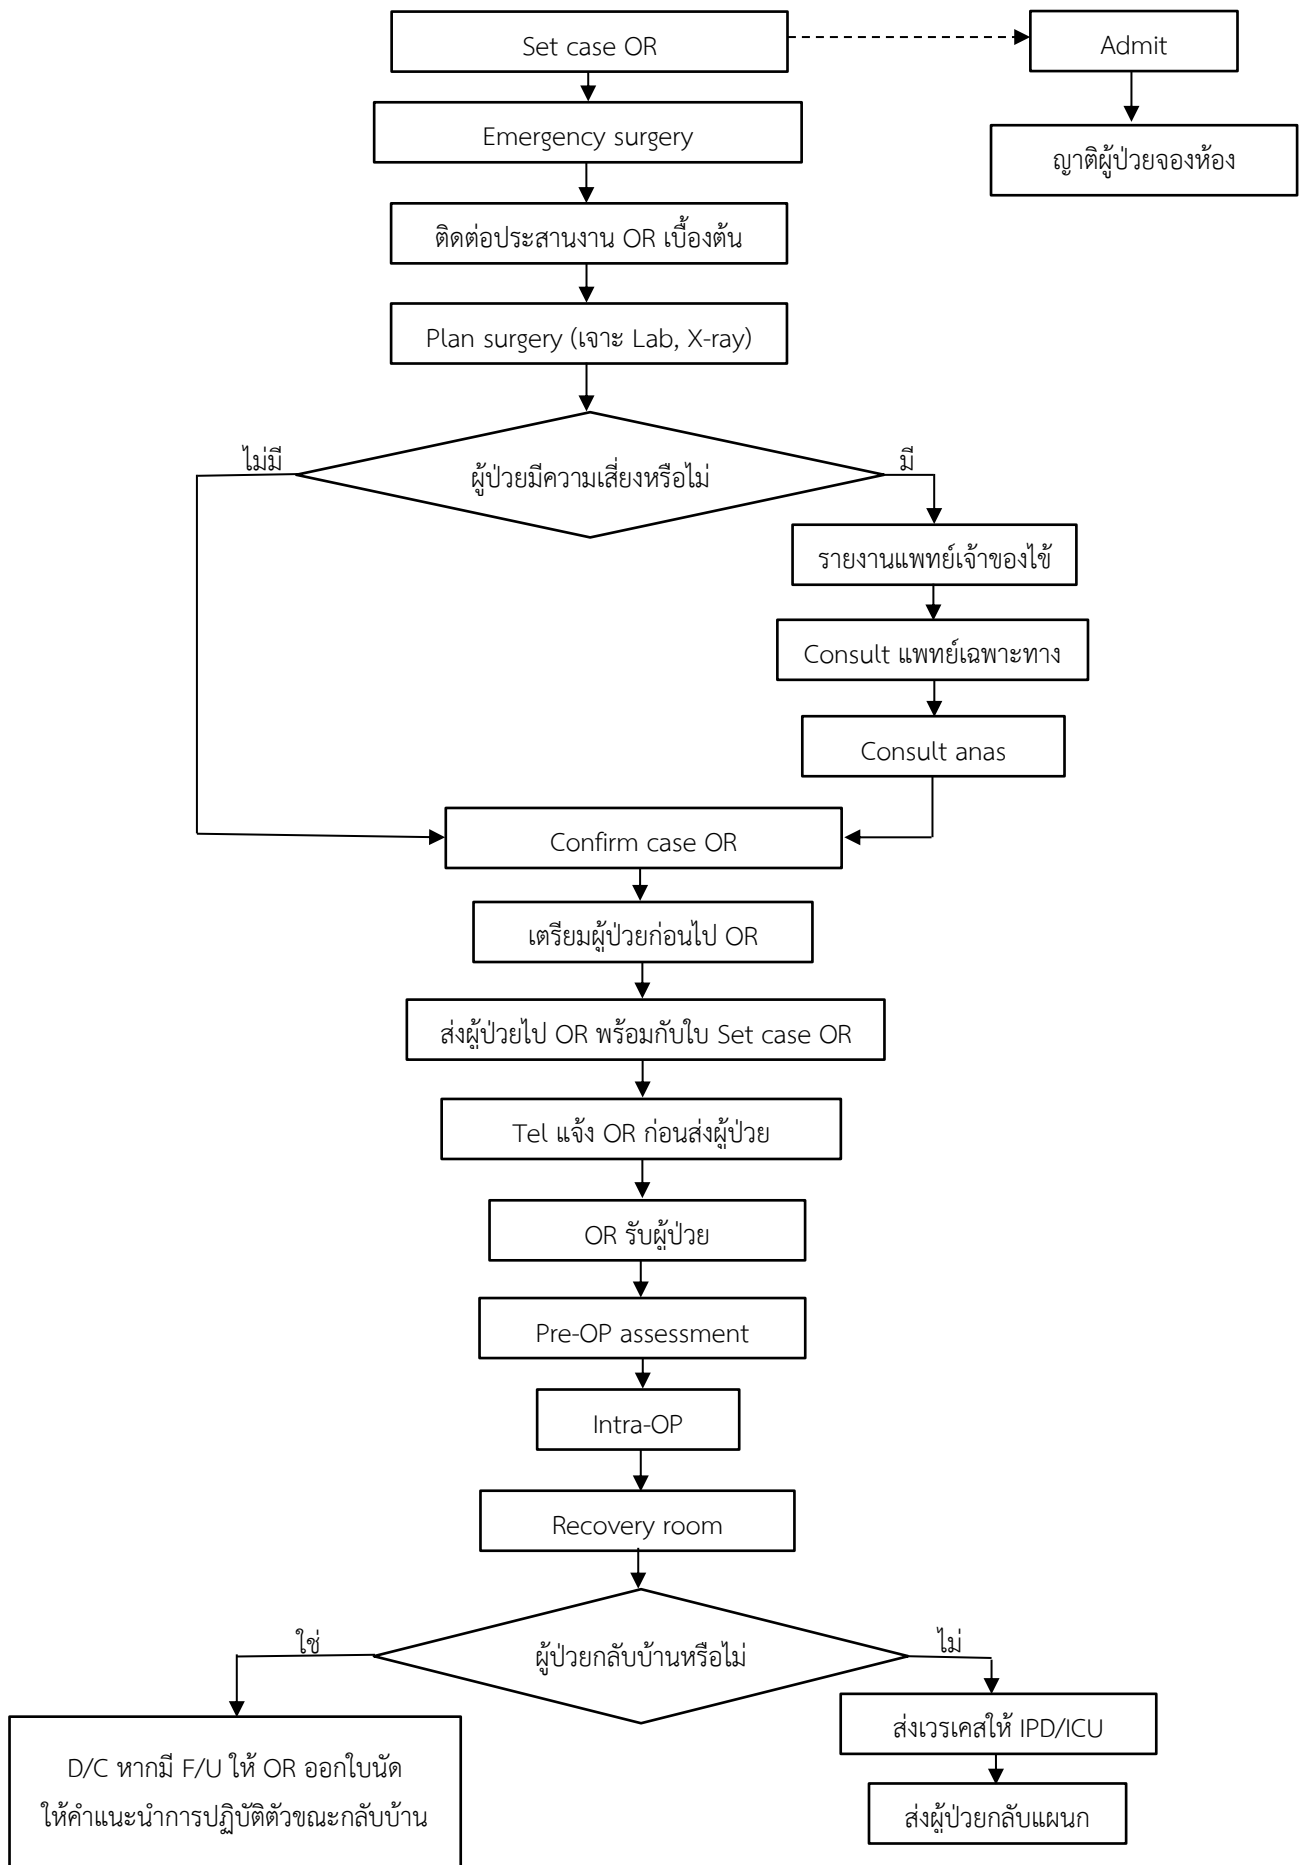 Set case OR
Admit
Emergency surgery
ญาติผู้ป่วยจองห้อง
ติดต่อประสานงาน OR เบื้องต้น
Plan surgery (เจาะ Lab, X-ray)
ไม่มี
ผู้ป่วยมีความเสี่ยงหรือไม่
มี
รายงานแพทย์เจ้าของไข้
Consult แพทย์เฉพาะทาง
Consult anas
Confirm case OR
เตรียมผู้ป่วยก่อนไป OR
ส่งผู้ป่วยไป OR พร้อมกับใบ Set case OR
Tel แจ้ง OR ก่อนส่งผู้ป่วย
OR รับผู้ป่วย
Pre-OP assessment
Intra-OP
Recovery room
ใช่
ผู้ป่วยกลับบ้านหรือไม่
ไม่
ส่งเวรเคสให้ IPD/ICU
D/C หากมี F/U ให้ OR ออกใบนัด
ให้คำแนะนำการปฏิบัติตัวขณะกลับบ้าน
ส่งผู้ป่วยกลับแผนก